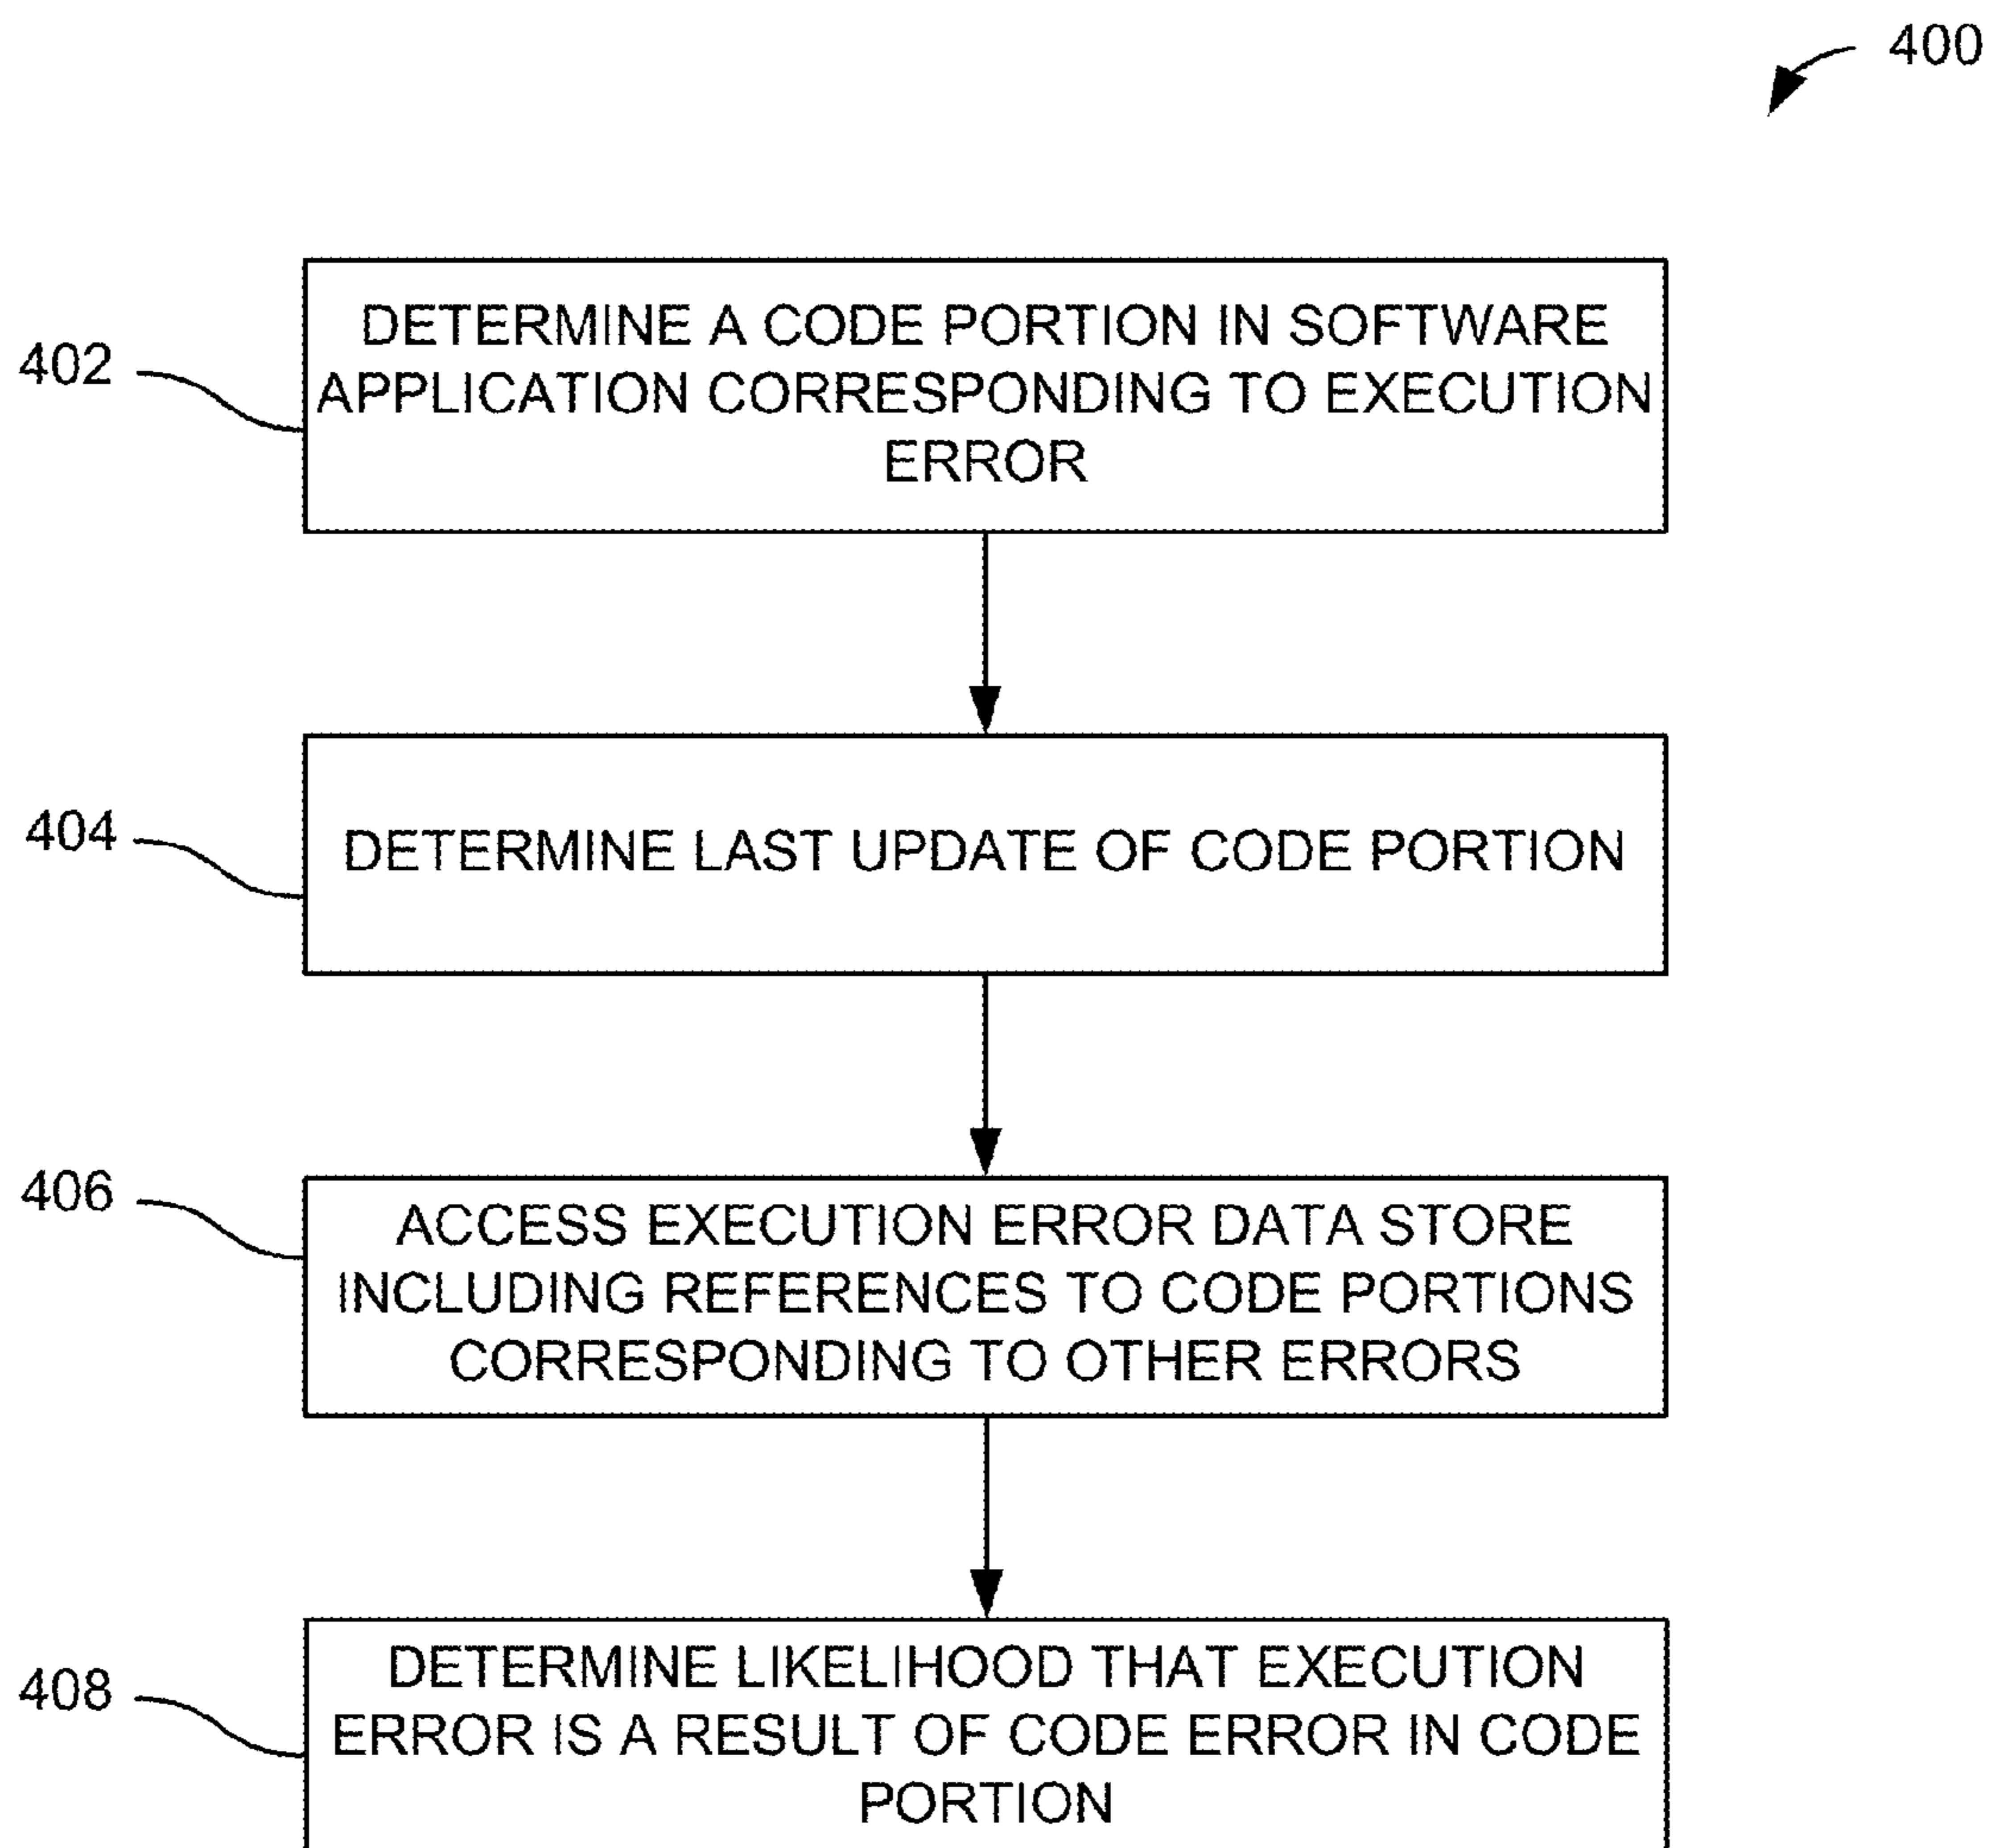 400
402
DETERMINE A CODE PORTION IN SOFTWARE
APPLICATION CORRESPONDING TO EXECUTION
ERROR
404
DETERMINE LAST UPDATE OF CODE PORTION
406
ACCESS EXECUTION ERROR DATA STORE
INCLUDING REFERENCES TO CODE PORTIONS
CORRESPONDING TO OTHER ERRORS
408
DETERMINE LIKELIHOOD THAT EXECUTION
ERROR IS A RESULT OF CODE ERROR IN CODE
PORTION